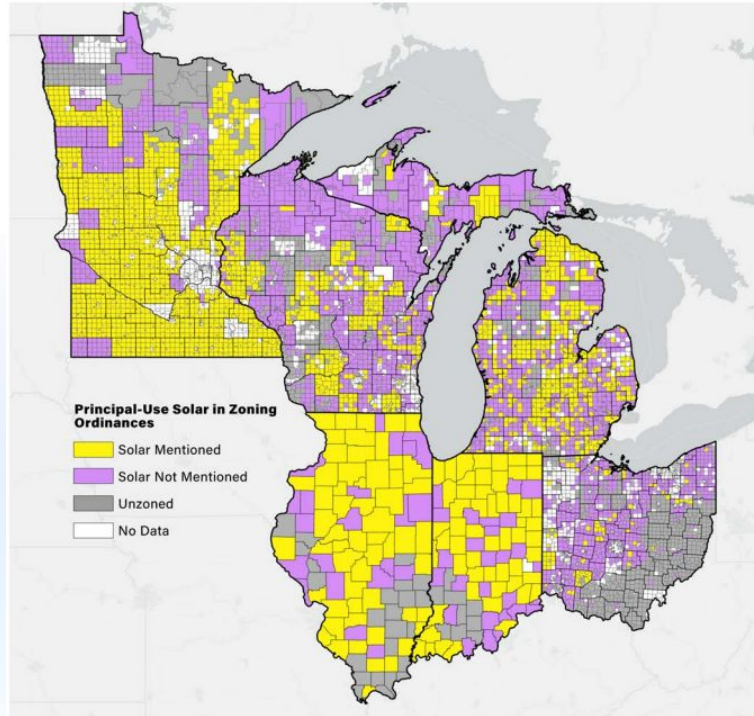 Principal-Use Solar in Zoning
Ordinances
Solar Mentioned
Solar Not Mentioned
Unzoned
No Data